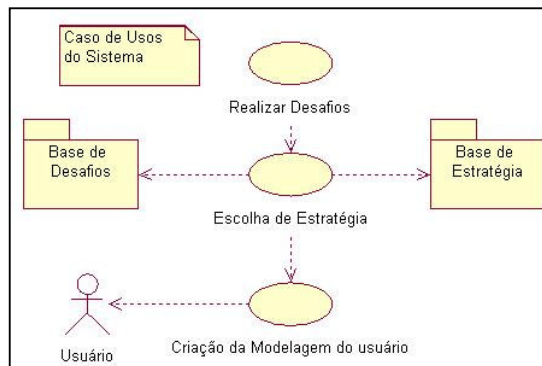 Caso de Usos
do Sistema
Realizar Desafios
Base de
Desafios
Base de
Estratégia
Escolha de Estratégia
Usuário
Criação da Modelagem do usuário